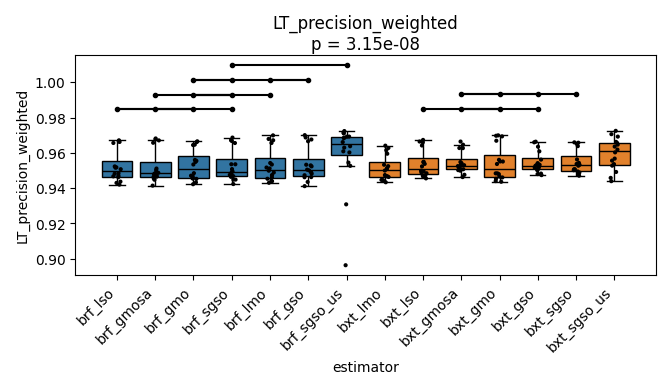 LT_precision_weighted
p = 3.15e-08
LT_precision_weighted
1.00
0.98
0.96
0.94
0.92
0.90
brf_lso
brf_gmosa
brf_gmo
brf_sgso
brf_lmo
brf_gso
brf_sgso_us
bxt_lmo
bxt_lso
bxt_gmosa
bxt_gmo
bxt_gso
bxt_sgso
bxt_sgso_us
estimator